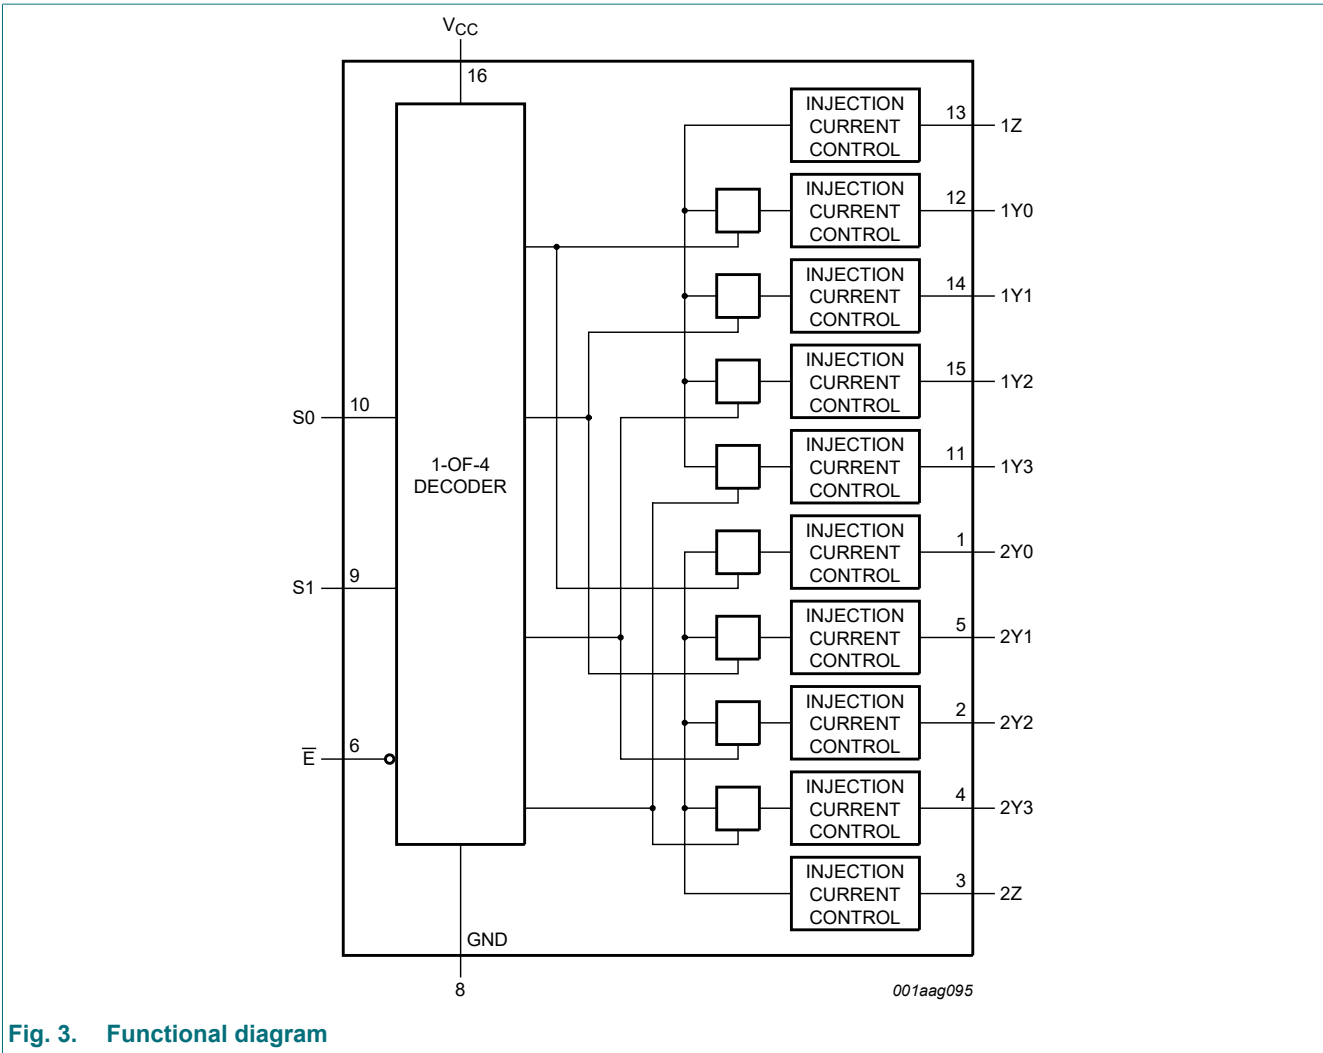 VCC
16
INJECTION
CURRENT
CONTROL
13
1Z
INJECTION
CURRENT
CONTROL
12
1Y0
INJECTION
CURRENT
CONTROL
14
1Y1
INJECTION
CURRENT
CONTROL
15
1Y2
S0
10
INJECTION
CURRENT
CONTROL
11
1Y3
1-OF-4
DECODER
INJECTION
CURRENT
CONTROL
1
2Y0
S1
9
INJECTION
CURRENT
CONTROL
5
2Y1
INJECTION
CURRENT
CONTROL
2
2Y2
E̅
6
INJECTION
CURRENT
CONTROL
4
2Y3
INJECTION
CURRENT
CONTROL
3
2Z
GND
8
001aag095
Fig. 3. Functional diagram